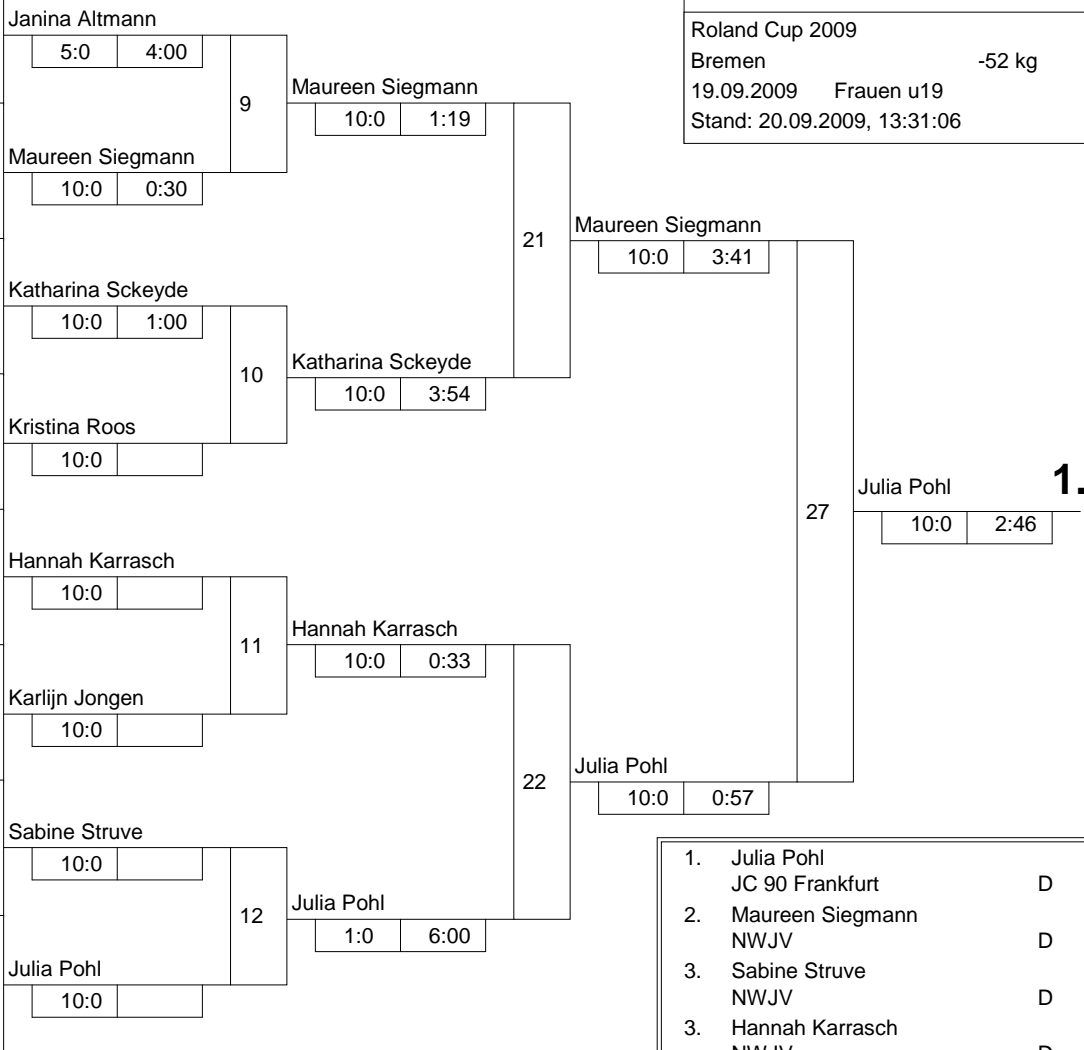 Janina Altmann
5:0 4:00
9
Maureen Siegmann
10:0 1:19
Maureen Siegmann
10:0 0:30
21
Maureen Siegmann
10:0 3:41
Katharina Sckeyde
10:0 1:00
10
Katharina Sckeyde
10:0 3:54
Kristina Roos
10:0
27
Julia Pohl 1.
10:0 2:46
Hannah Karrasch
10:0
11
Hannah Karrasch
10:0 0:33
Karlijn Jongen
10:0
22
Julia Pohl
10:0 0:57
Sabine Struve
10:0
12
Julia Pohl
1:0 6:00
Julia Pohl
10:0
Roland Cup 2009
Bremen -52 kg
19.09.2009 Frauen u19
Stand: 20.09.2009, 13:31:06
1. Julia Pohl
JC 90 Frankfurt D
2. Maureen Siegmann
NWJV D
3. Sabine Struve
NWJV D
3. Hannah Karrasch
NWJV D